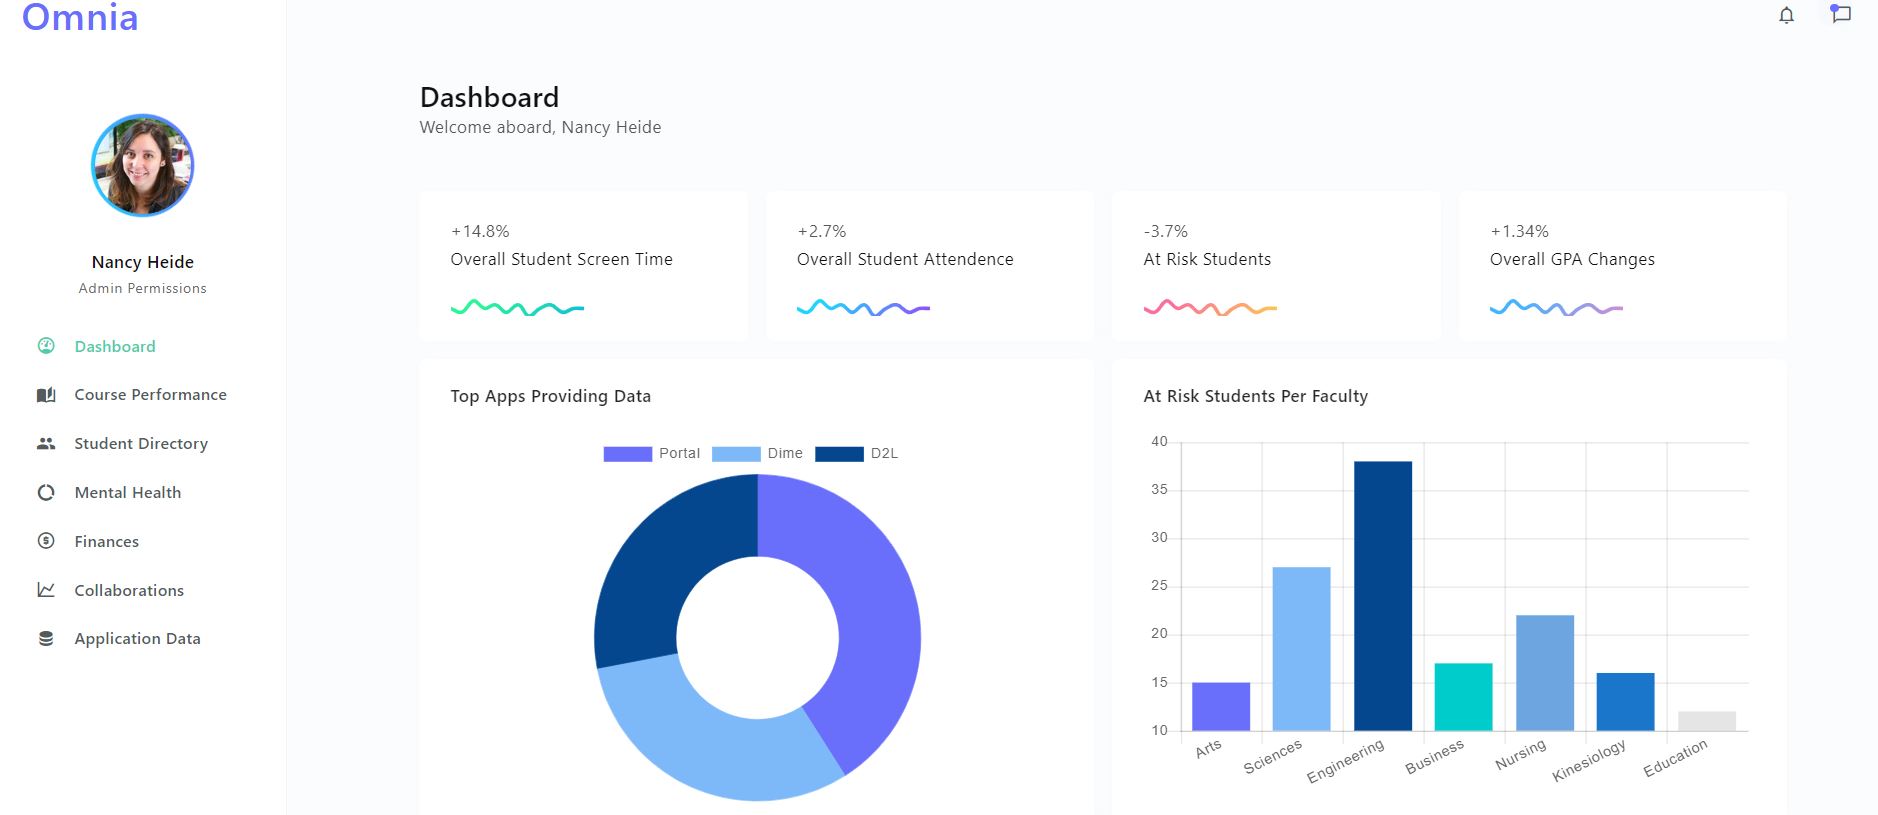 Omnia
Nancy Heide
Admin Permissions
Dashboard
Course Performance
Student Directory
Mental Health
Finances
Collaborations
Application Data
Dashboard
Welcome aboard, Nancy Heide
+14.8%
Overall Student Screen Time
+2.7%
Overall Student Attendence
-3.7%
At Risk Students
+1.34%
Overall GPA Changes
Top Apps Providing Data
Portal Dime D2L
At Risk Students Per Faculty
40
35
30
25
20
15
10
Arts Sciences Engineering Business Nursing Kinesiology Education